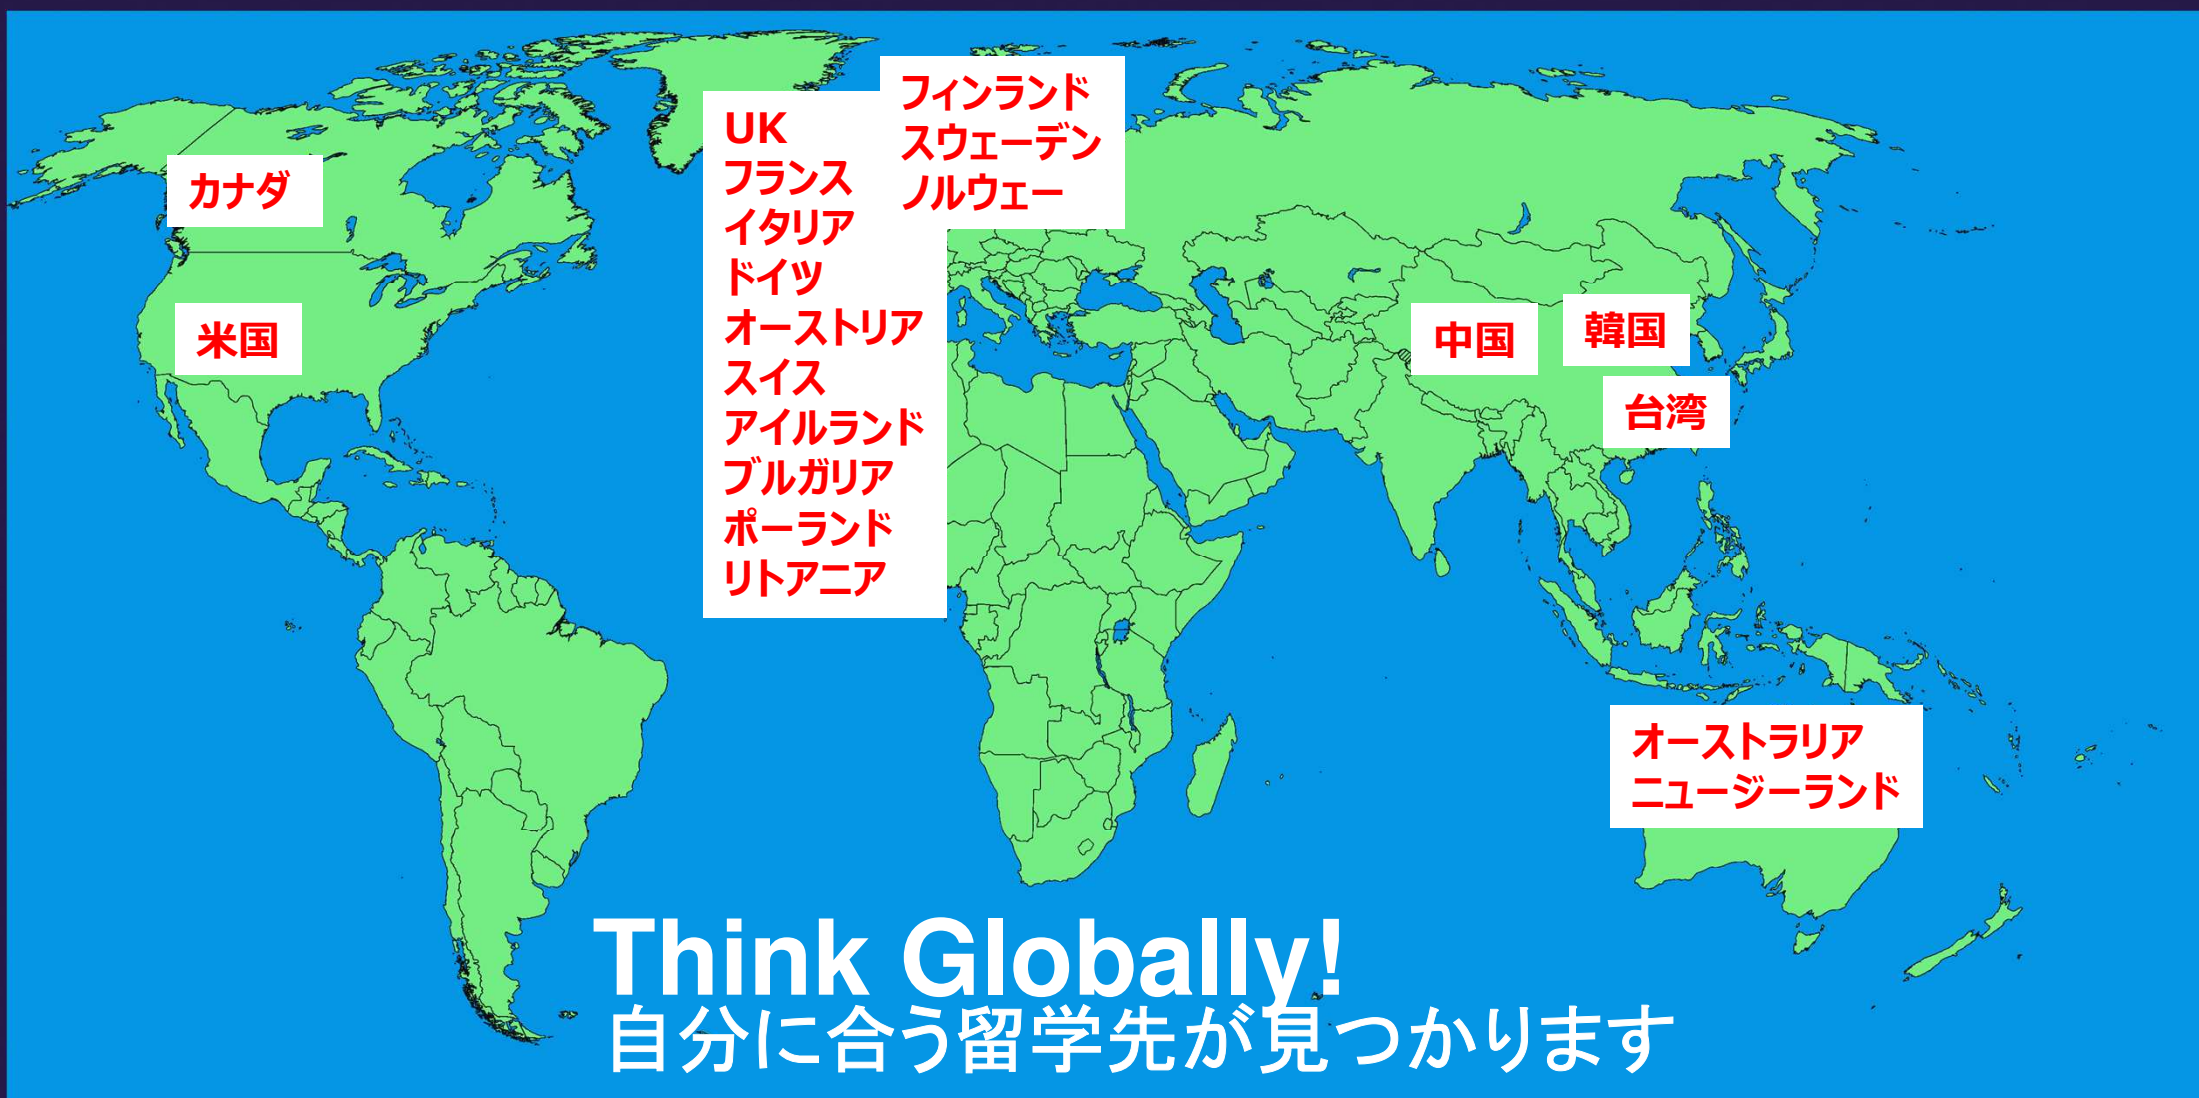 カナダ
米国
UK
フランス
イタリア
ドイツ
オーストリア
スイス
アイルランド
ブルガリア
ポーランド
リトアニア
フィンランド
スウェーデン
ノルウェー
中国
韓国
台湾
オーストラリア
ニュージーランド
Think Globally!
自分に合う留学先が見つかります